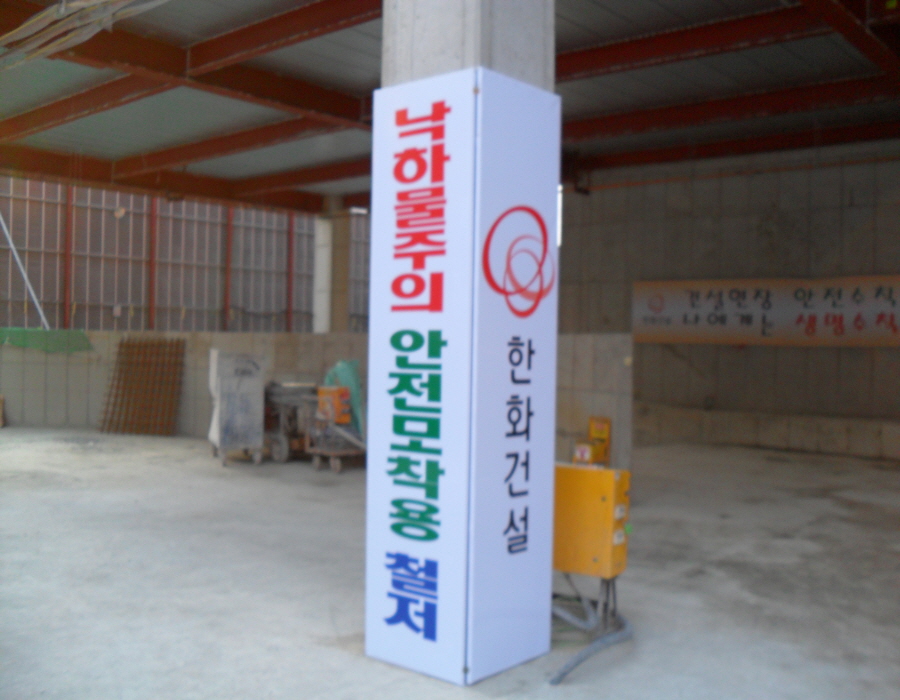 낙하물주의 안전모착용 철저
한화건설
건설현장 안전수칙
나에게는 생명수칙